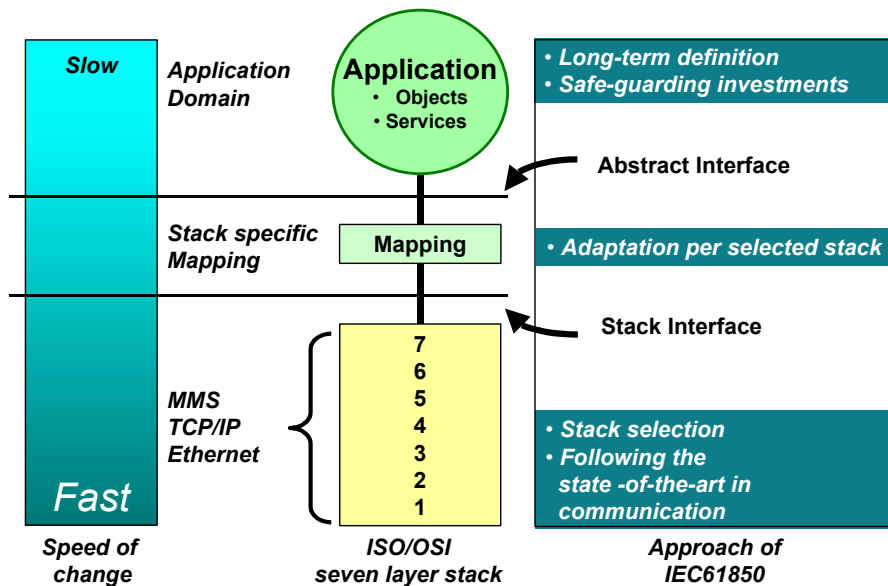 Slow
Fast
Speed of
change
Application
Domain
Stack specific
Mapping
MMS
TCP/IP
Ethernet
Application
• Objects
• Services
Mapping
7
6
5
4
3
2
1
ISO/OSI
seven layer stack
Abstract Interface
Stack Interface
• Long-term definition
• Safe-guarding investments
• Adaptation per selected stack
• Stack selection
• Following the
state -of-the-art in
communication
Approach of
IEC61850